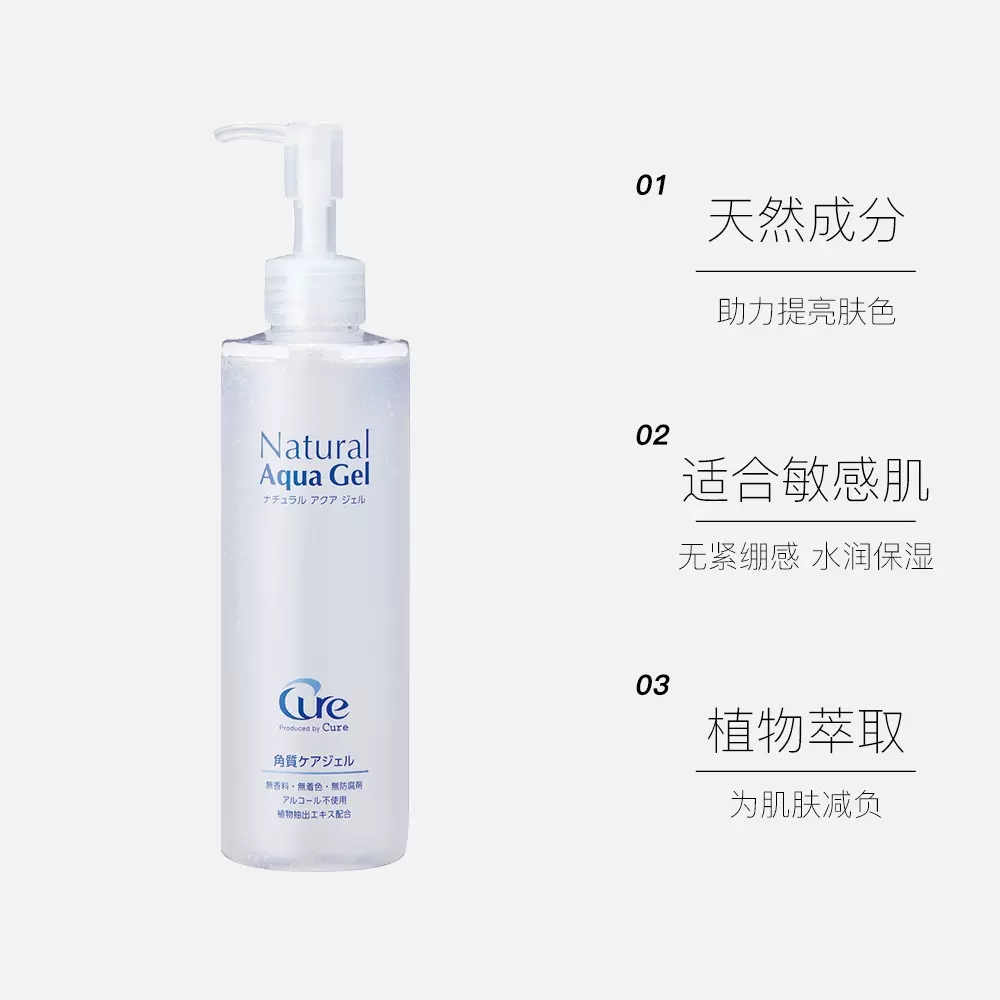 Natural
Aqua Gel
ナチュラル アクア ジェル
Cure
Produced by Cure
角質ケアジェル
無香料・無着色・無防腐剤
アルコール不使用
植物抽出エキス配合
01
天然成分
助力提亮肤色
02
适合敏感肌
无紧绷感 水润保湿
03
植物萃取
为肌肤减负